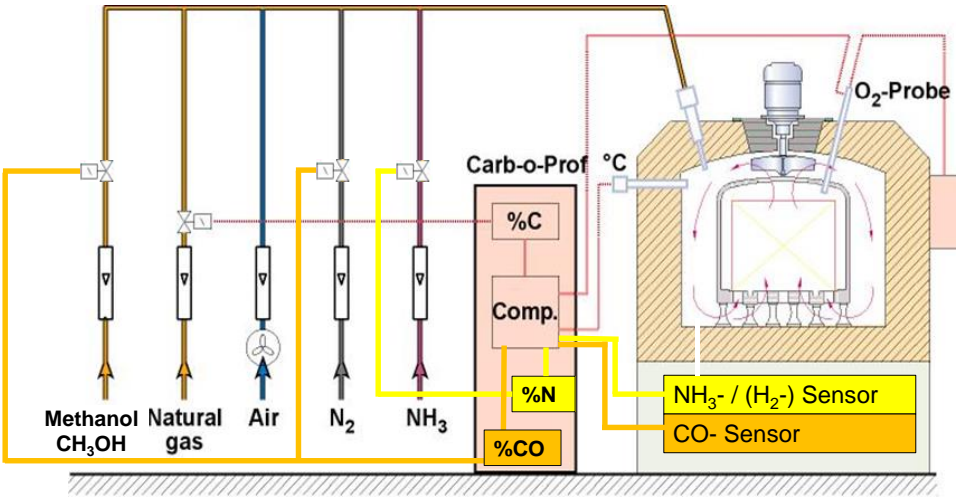 O₂-Probe
Carb-o-Prof
°C
%C
Comp.
%N
%CO
NH₃- / (H₂-) Sensor
CO- Sensor
Methanol
CH₃OH
Natural
gas
Air
N₂
NH₃